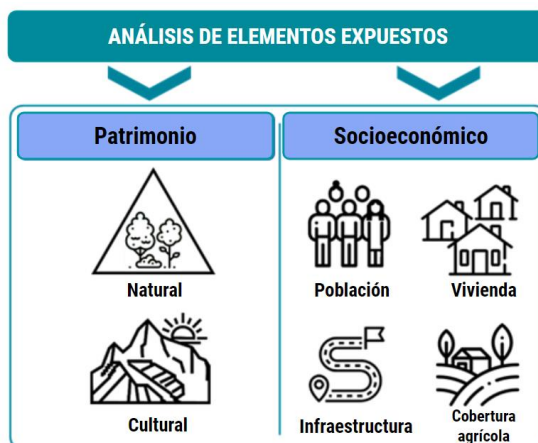 ANÁLISIS DE ELEMENTOS EXPUESTOS
Patrimonio
Socioeconómico
Natural
Población
Vivienda
Cultural
Infraestructura
Cobertura
agrícola